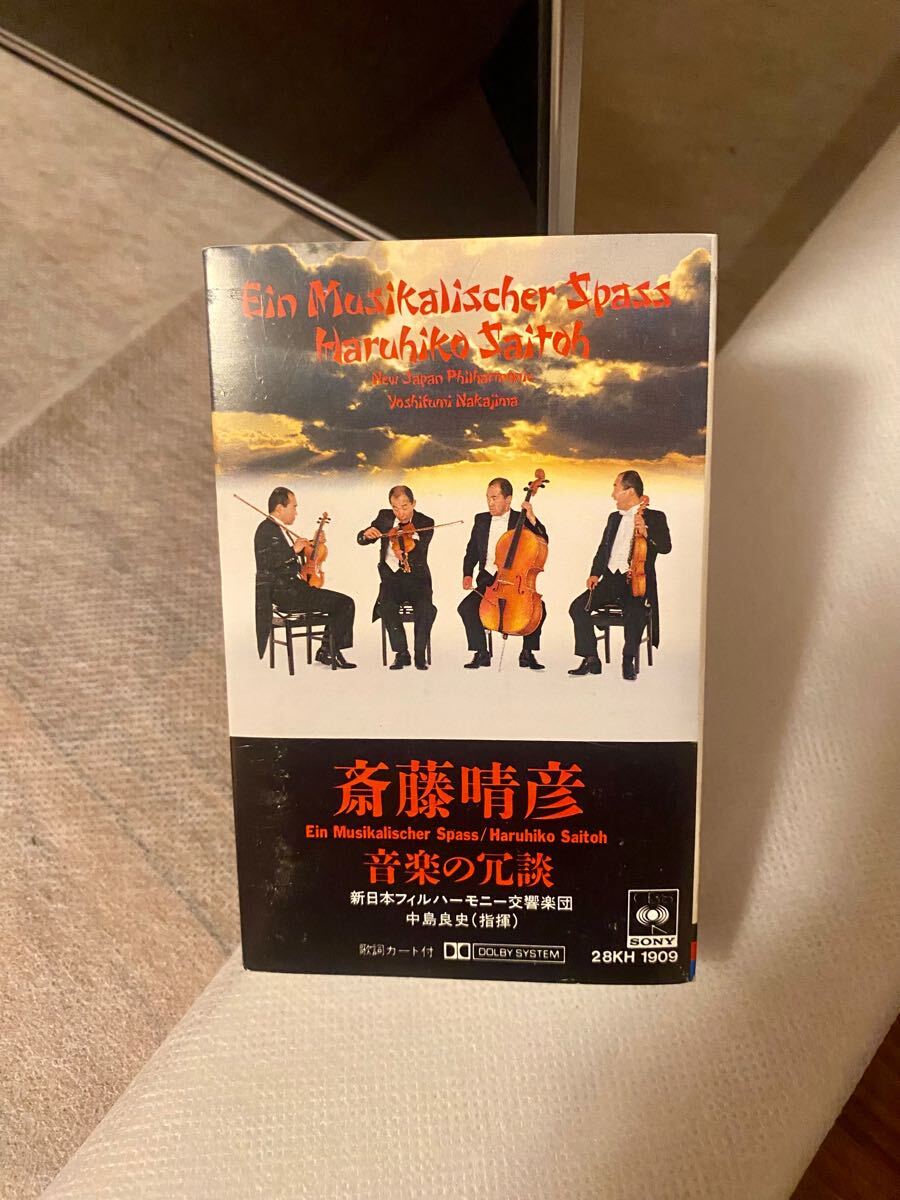 Ein Musikalischer Spass
Haruhiko Saitoh
New Japan Philharmonic
Yoshifumi Nakajima
斎藤晴彦
Ein Musikalischer Spass/Haruhiko Saitoh
音楽の冗談
新日本フィルハーモニー交響楽団
中島良史(指揮)
CBS
SONY
歌詞カード付
DOLBY SYSTEM
28KH 1909